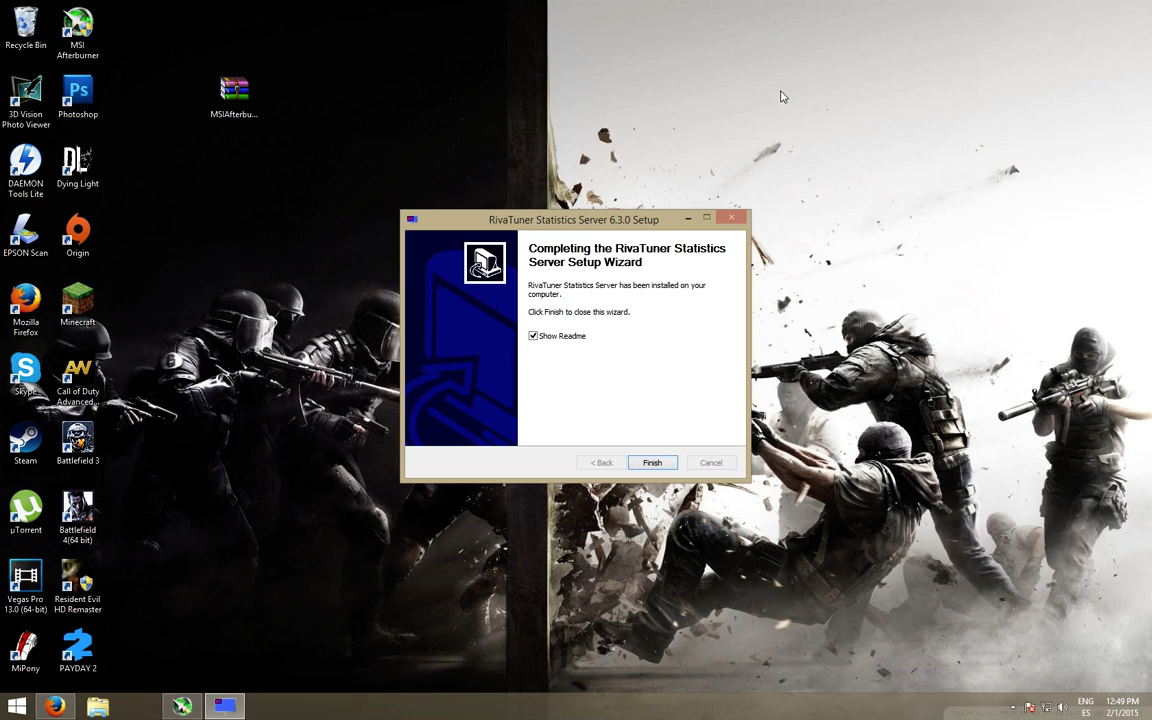 Recycle Bin
MSI
Afterburner
3D Vision
Photo Viewer
Ps
Photoshop
MSIAfterbu...
DAEMON
Tools Lite
DL
Dying Light
EPSON Scan
Origin
Mozilla
Firefox
Minecraft
Skype
AW
Call of Duty
Advanced...
Steam
Battlefield 3
µTorrent
Battlefield
4(64 bit)
Vegas Pro
13.0 (64-bit)
Resident Evil
HD Remaster
MiPony
PAYDAY 2
RivaTuner Statistics Server 6.3.0 Setup
Completing the RivaTuner Statistics
Server Setup Wizard
RivaTuner Statistics Server has been installed on your
computer.
Click Finish to close this wizard.
Show Readme
< Back
Finish
Cancel
ENG
ES
12:49 PM
2/1/2015